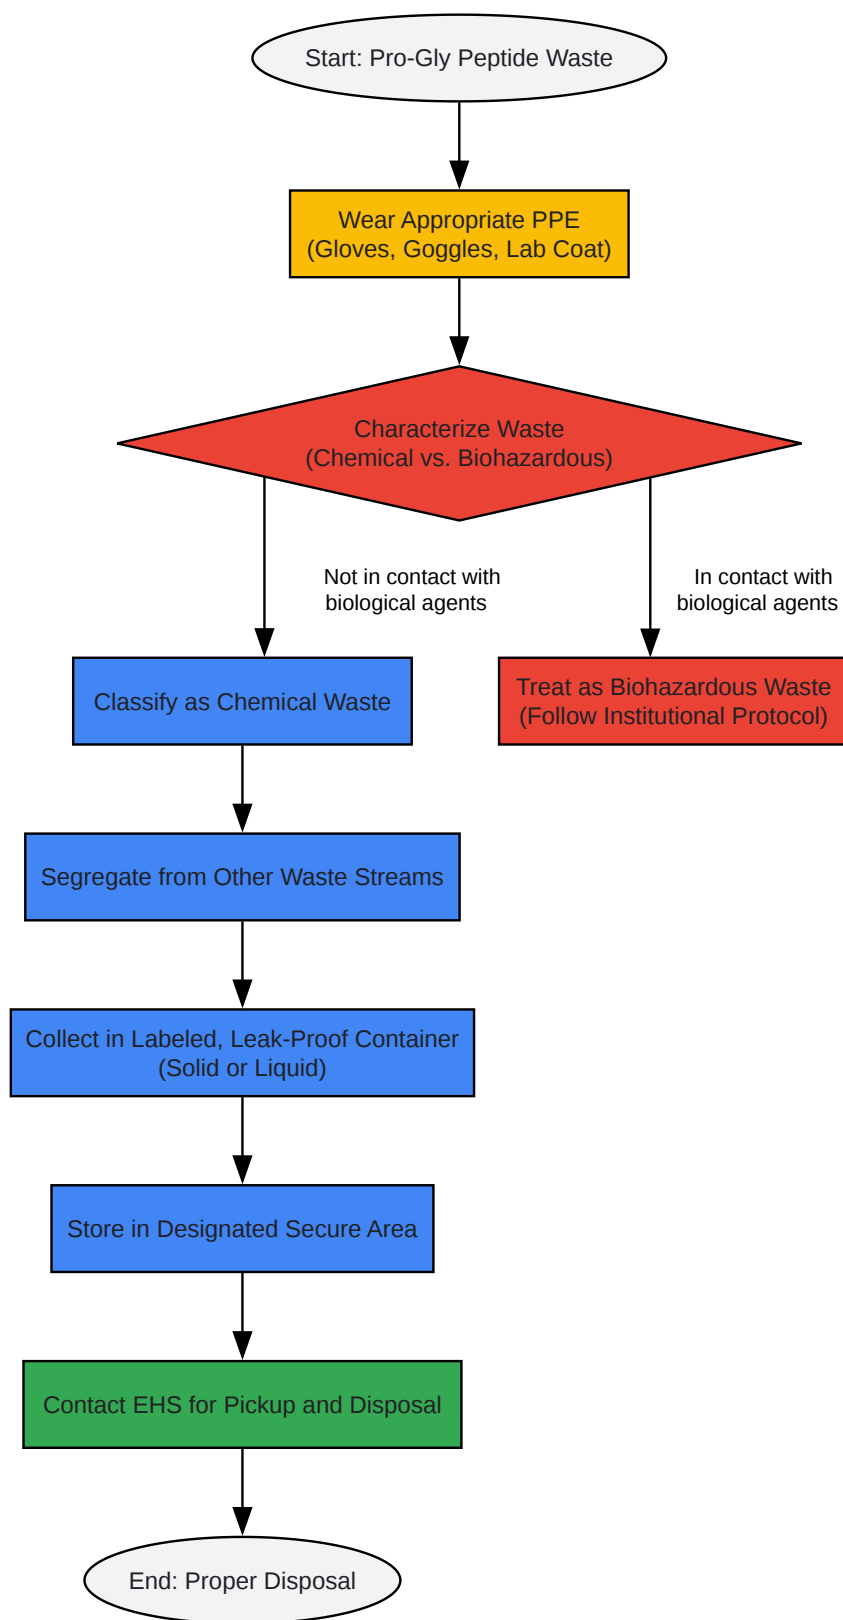 Start: Pro-Gly Peptide Waste
Wear Appropriate PPE
(Gloves, Goggles, Lab Coat)
Characterize Waste
(Chemical vs. Biohazardous)
Not in contact with
biological agents
In contact with
biological agents
Classify as Chemical Waste
Treat as Biohazardous Waste
(Follow Institutional Protocol)
Segregate from Other Waste Streams
Collect in Labeled, Leak-Proof Container
(Solid or Liquid)
Store in Designated Secure Area
Contact EHS for Pickup and Disposal
End: Proper Disposal